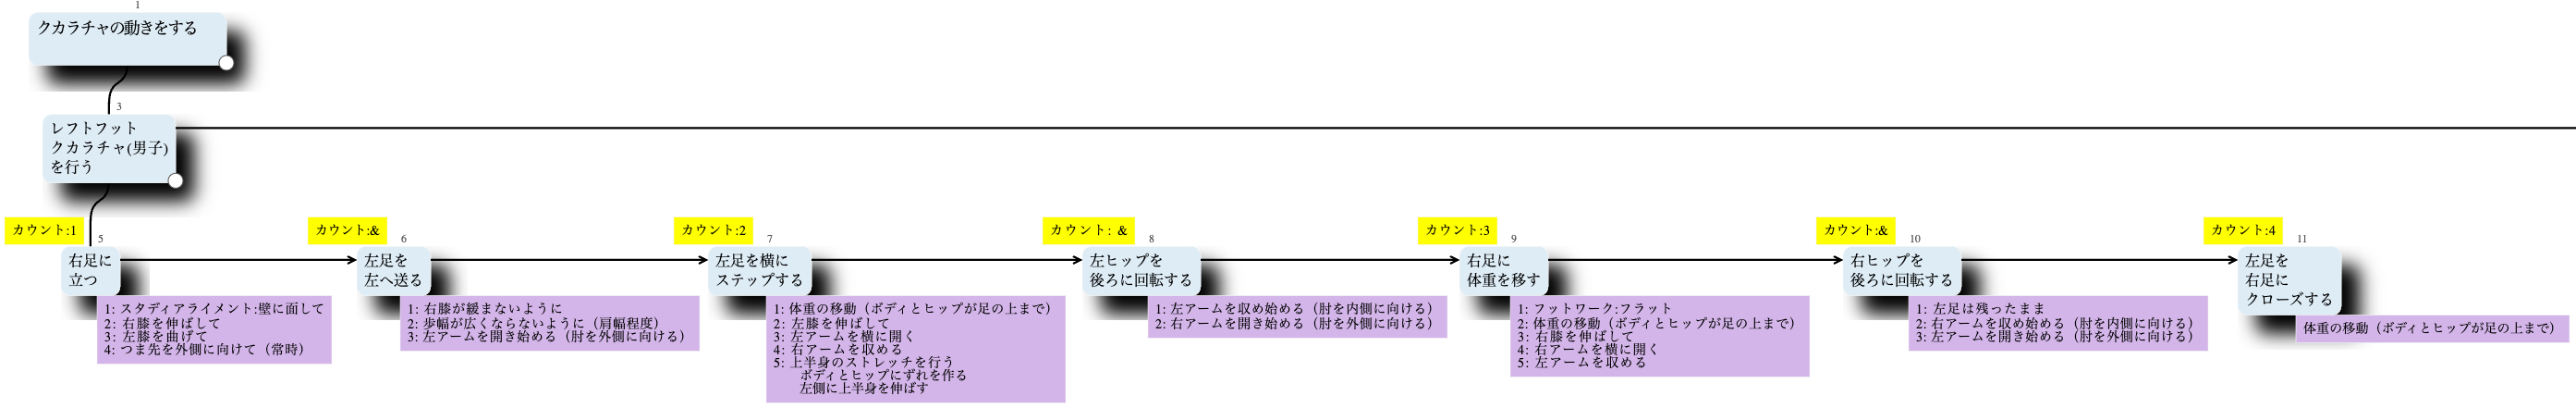 1
クカラチャの動きをする
3
レフトフット
クカラチャ(男子)
を行う
カウント:1
5
右足に
立つ
1: スタディアライメント:壁に面して
2: 右膝を伸ばして
3: 左膝を曲げて
4: つま先を外側に向けて（常時）
カウント:&
6
左足を
左へ送る
1: 右膝が緩まないように
2: 歩幅が広くならないように（肩幅程度）
3: 左アームを開き始める（肘を外側に向ける）
カウント:2
7
左足を横に
ステップする
1: 体重の移動（ボディとヒップが足の上まで）
2: 左膝を伸ばして
3: 左アームを横に開く
4: 右アームを収める
5: 上半身のストレッチを行う
ボディとヒップにずれを作る
左側に上半身を伸ばす
カウント: &
8
左ヒップを
後ろに回転する
1: 左アームを収め始める（肘を内側に向ける）
2: 右アームを開き始める（肘を外側に向ける）
カウント:3
9
右足に
体重を移す
1: フットワーク:フラット
2: 体重の移動（ボディとヒップが足の上まで）
3: 右膝を伸ばして
4: 右アームを横に開く
5: 左アームを収める
カウント:&
10
右ヒップを
後ろに回転する
1: 左足は残ったまま
2: 右アームを収め始める（肘を内側に向ける）
3: 左アームを開き始める（肘を外側に向ける）
カウント:4
11
左足を
右足に
クローズする
体重の移動（ボディとヒップが足の上まで）